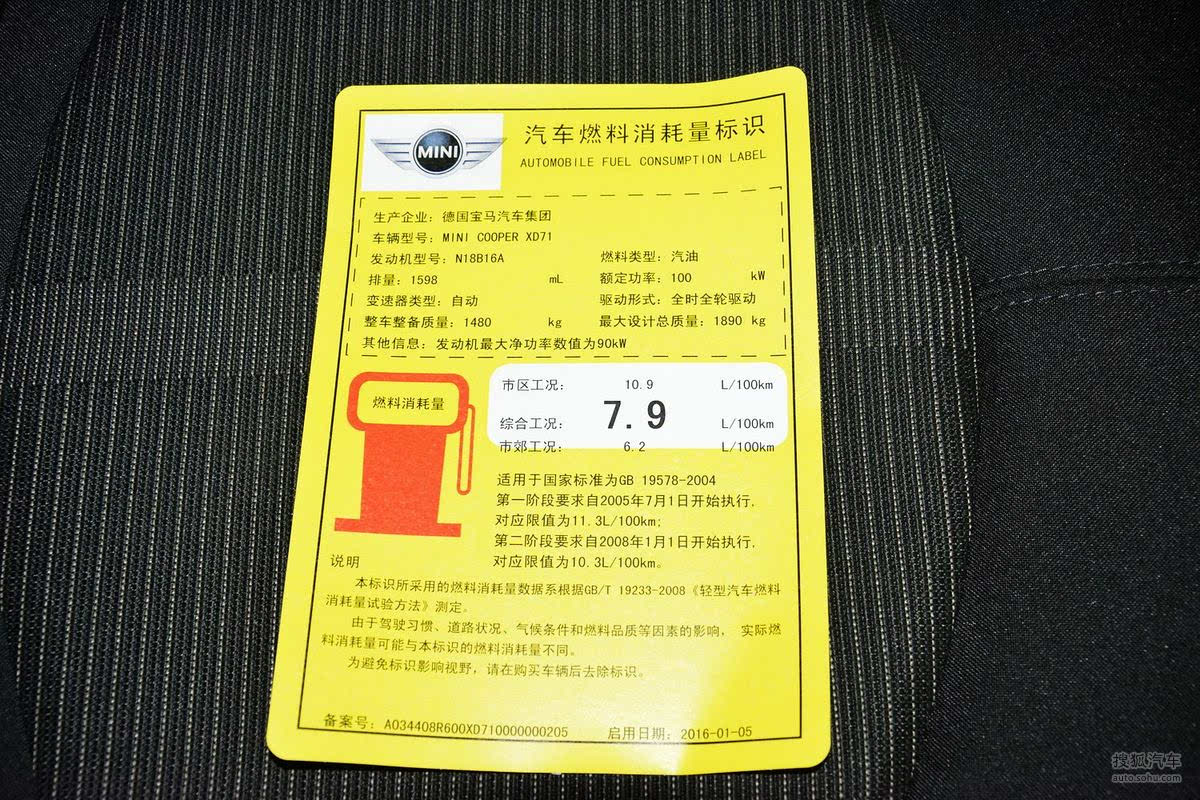 MINI
汽车燃料消耗量标识
AUTOMOBILE FUEL CONSUMPTION LABEL
生产企业：德国宝马汽车集团
车辆型号：MINI COOPER XD71
发动机型号：N18B16A 燃料类型：汽油
排量：1598 mL 额定功率：100 kW
变速器类型：自动 驱动形式：全时全轮驱动
整车整备质量：1480 kg 最大设计总质量：1890 kg
其他信息：发动机最大净功率数值为90kW
燃料消耗量
市区工况： 10.9 L/100km
综合工况： 7.9 L/100km
市郊工况： 6.2 L/100km
适用于国家标准为GB 19578-2004
第一阶段要求自2005年7月1日开始执行.
对应限值为11.3L/100km;
第二阶段要求自2008年1月1日开始执行.
对应限值为10.3L/100km。
说明
本标识所采用的燃料消耗量数据系根据GB/T 19233-2008《轻型汽车燃料
消耗量试验方法》测定。
由于驾驶习惯、道路状况、气候条件和燃料品质等因素的影响， 实际燃
料消耗量可能与本标识的燃料消耗量不同。
为避免标识影响视野，请在购买车辆后去除标识。
备案号：A034408R600XD710000000205 启用日期：2016-01-05
搜狐汽车
auto.sohu.com